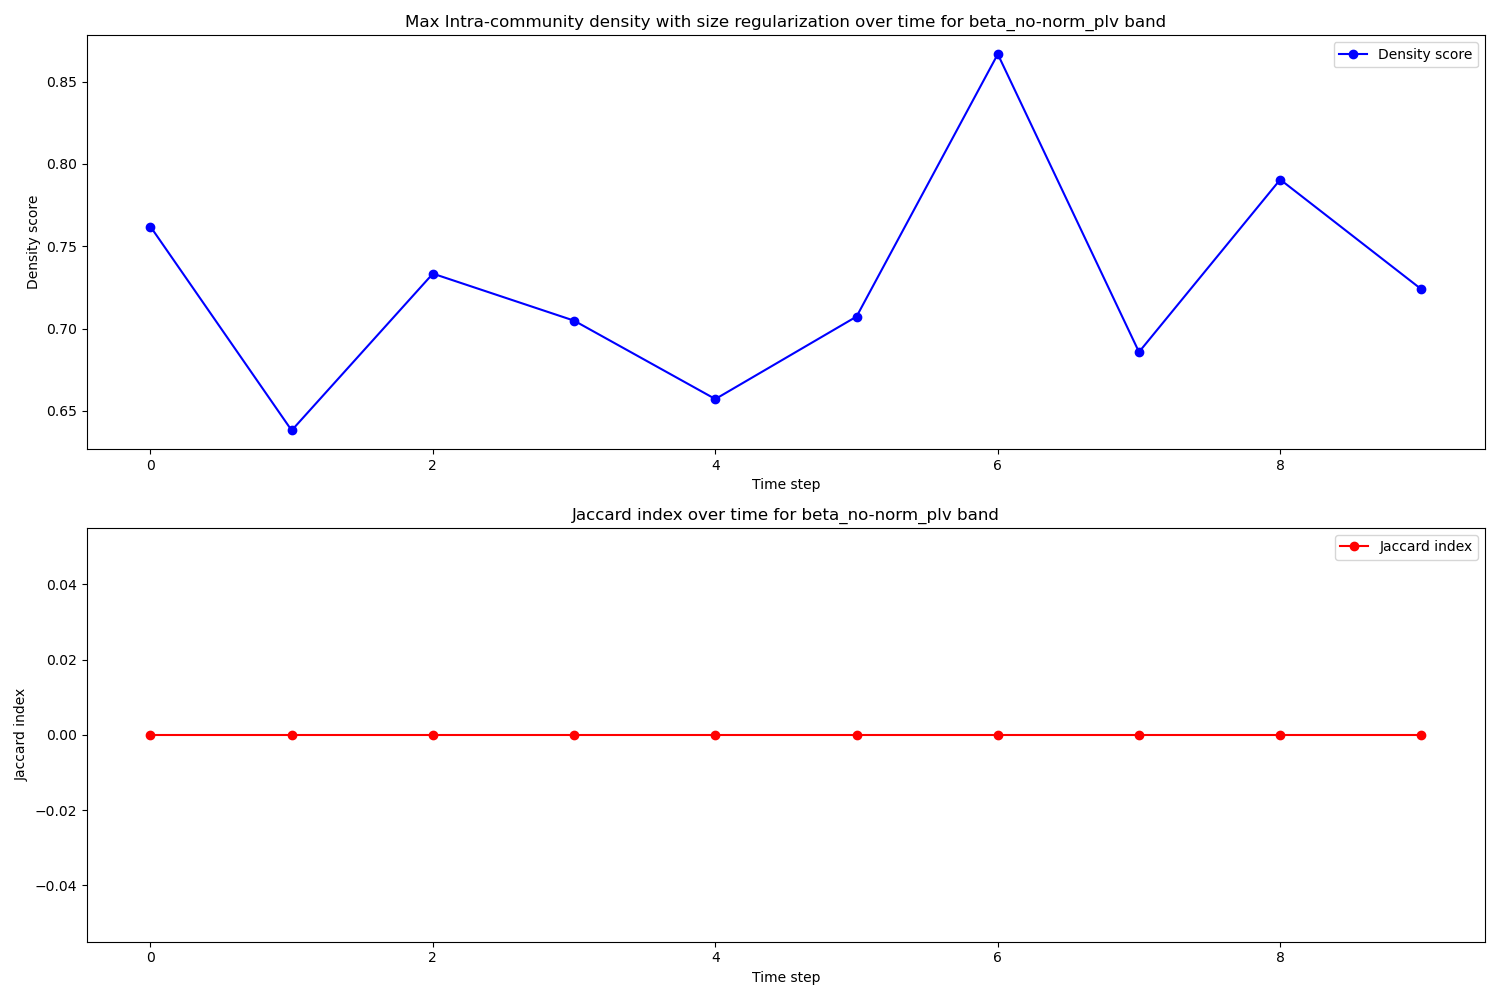 Max Intra-community density with size regularization over time for beta_no-norm_plv band
Density score
0.85
0.80
0.75
0.70
0.65
Density score
0 2 4 6 8
Time step
Jaccard index over time for beta_no-norm_plv band
Jaccard index
0.04
0.02
0.00
−0.02
−0.04
Jaccard index
0 2 4 6 8
Time step